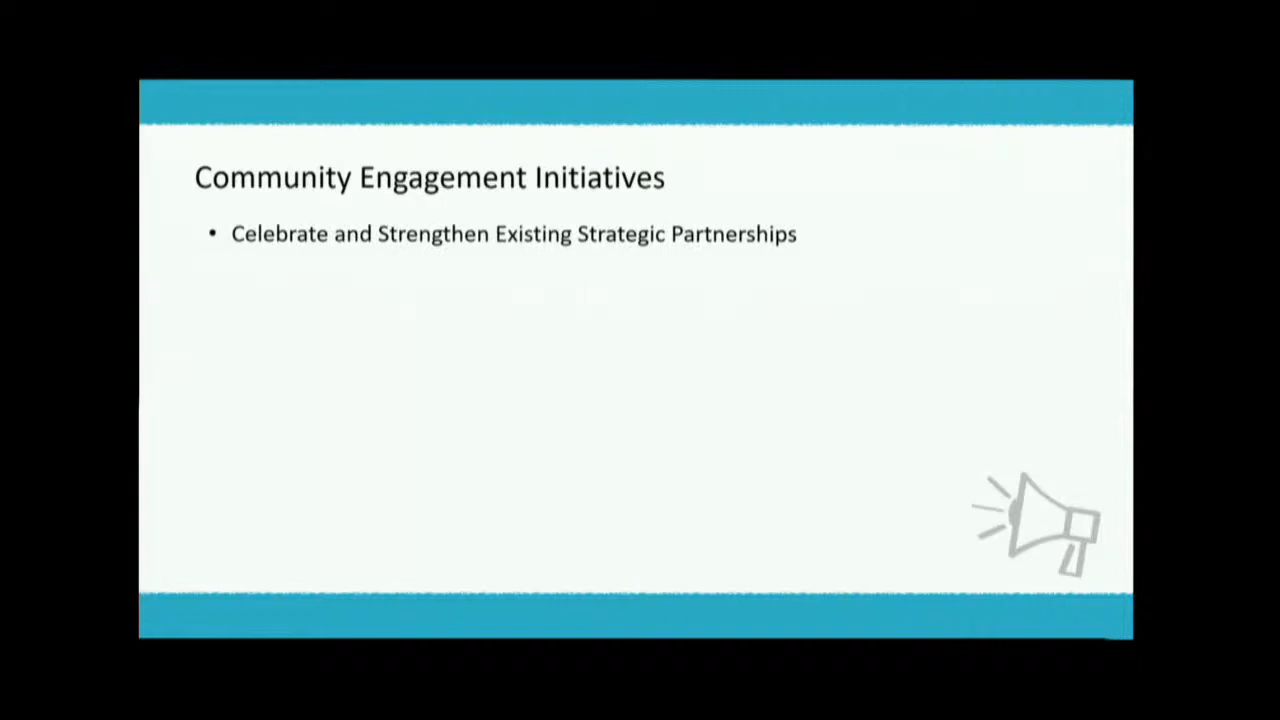 Community Engagement Initiatives
• Celebrate and Strengthen Existing Strategic Partnerships